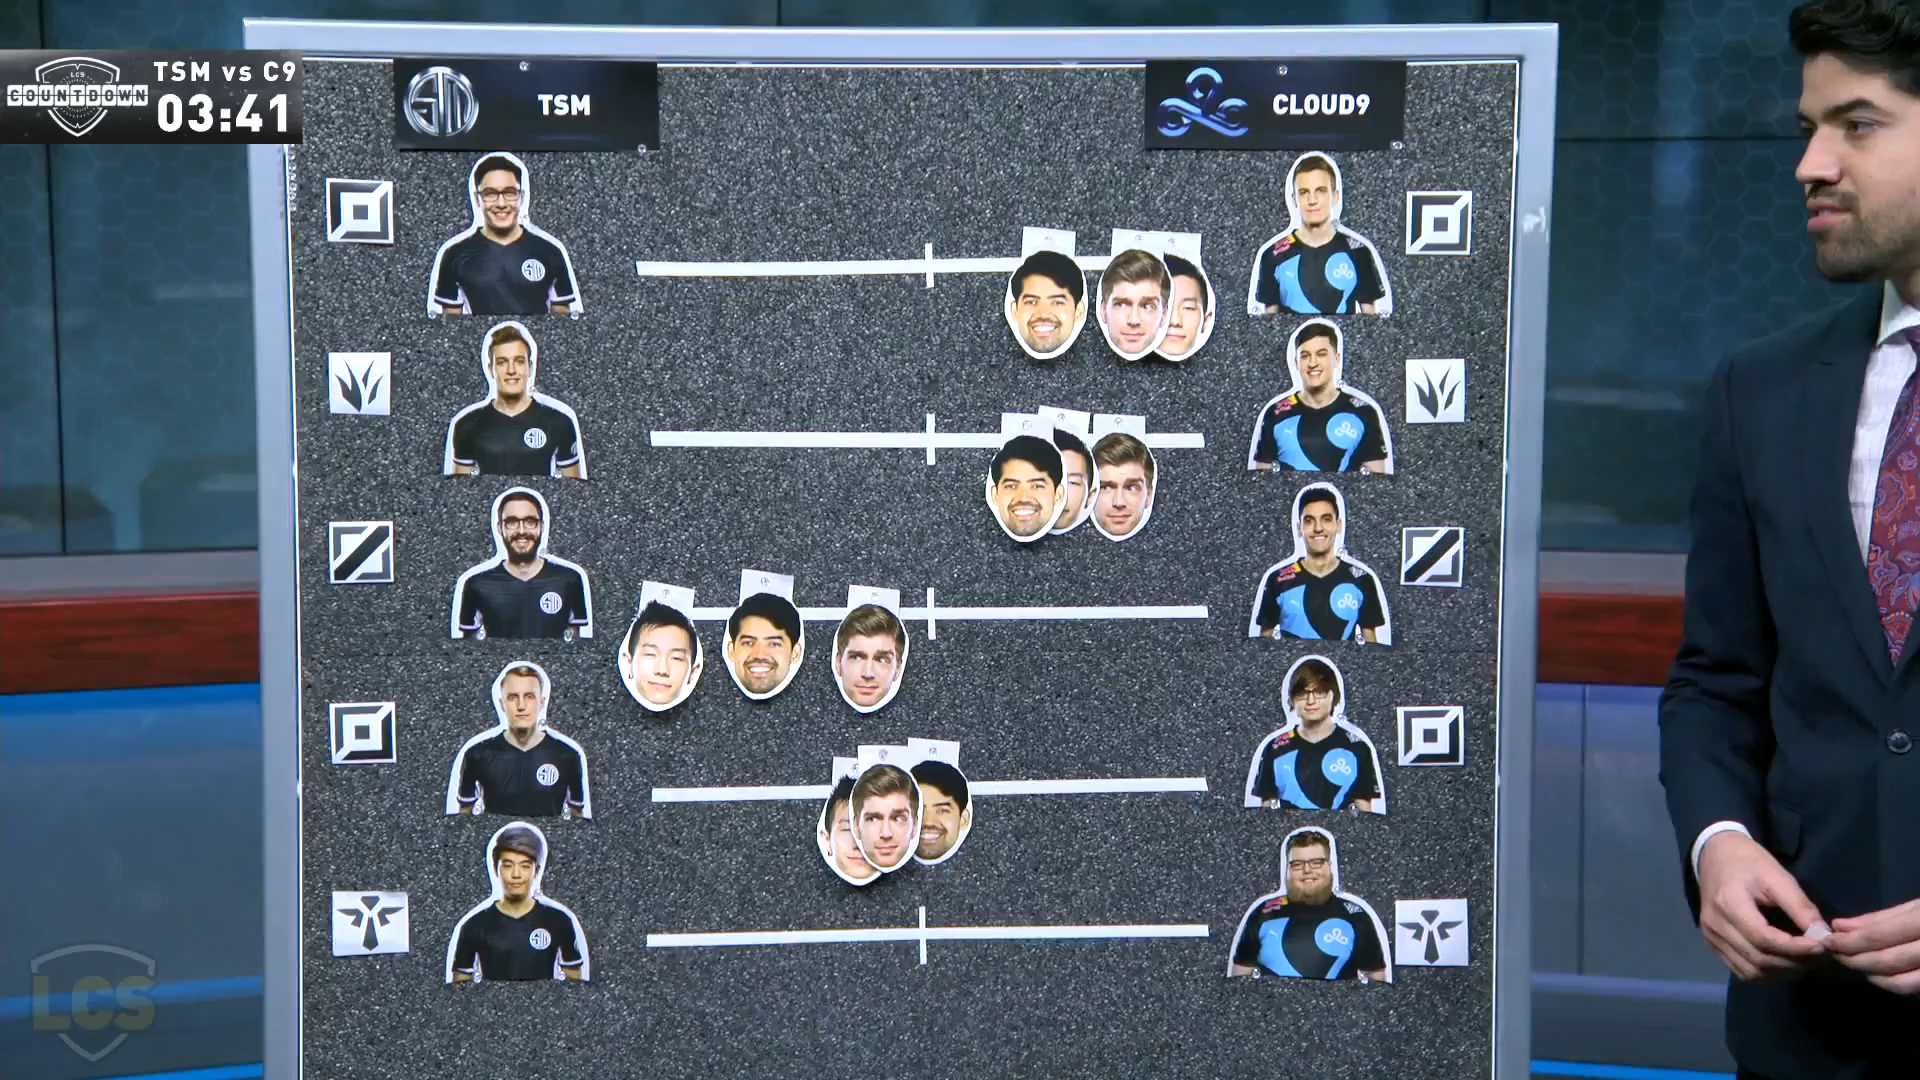 LCS
COUNTDOWN
TSM vs C9
03:41
TSM
CLOUD9
LCS